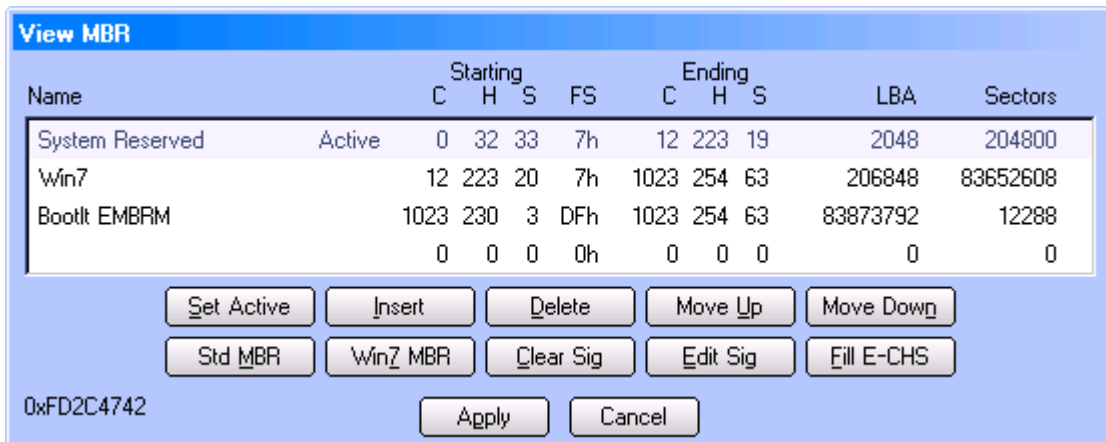 View MBR
Starting Ending
Name C H S FS C H S LBA Sectors
System Reserved Active 0 32 33 7h 12 223 19 2048 204800
Win7 12 223 20 7h 1023 254 63 206848 83652608
BootIt EMBRM 1023 230 3 DFh 1023 254 63 83873792 12288
0 0 0 0h 0 0 0 0 0
Set Active Insert Delete Move Up Move Down
Std MBR Win7 MBR Clear Sig Edit Sig Fill E-CHS
0xFD2C4742 Apply Cancel